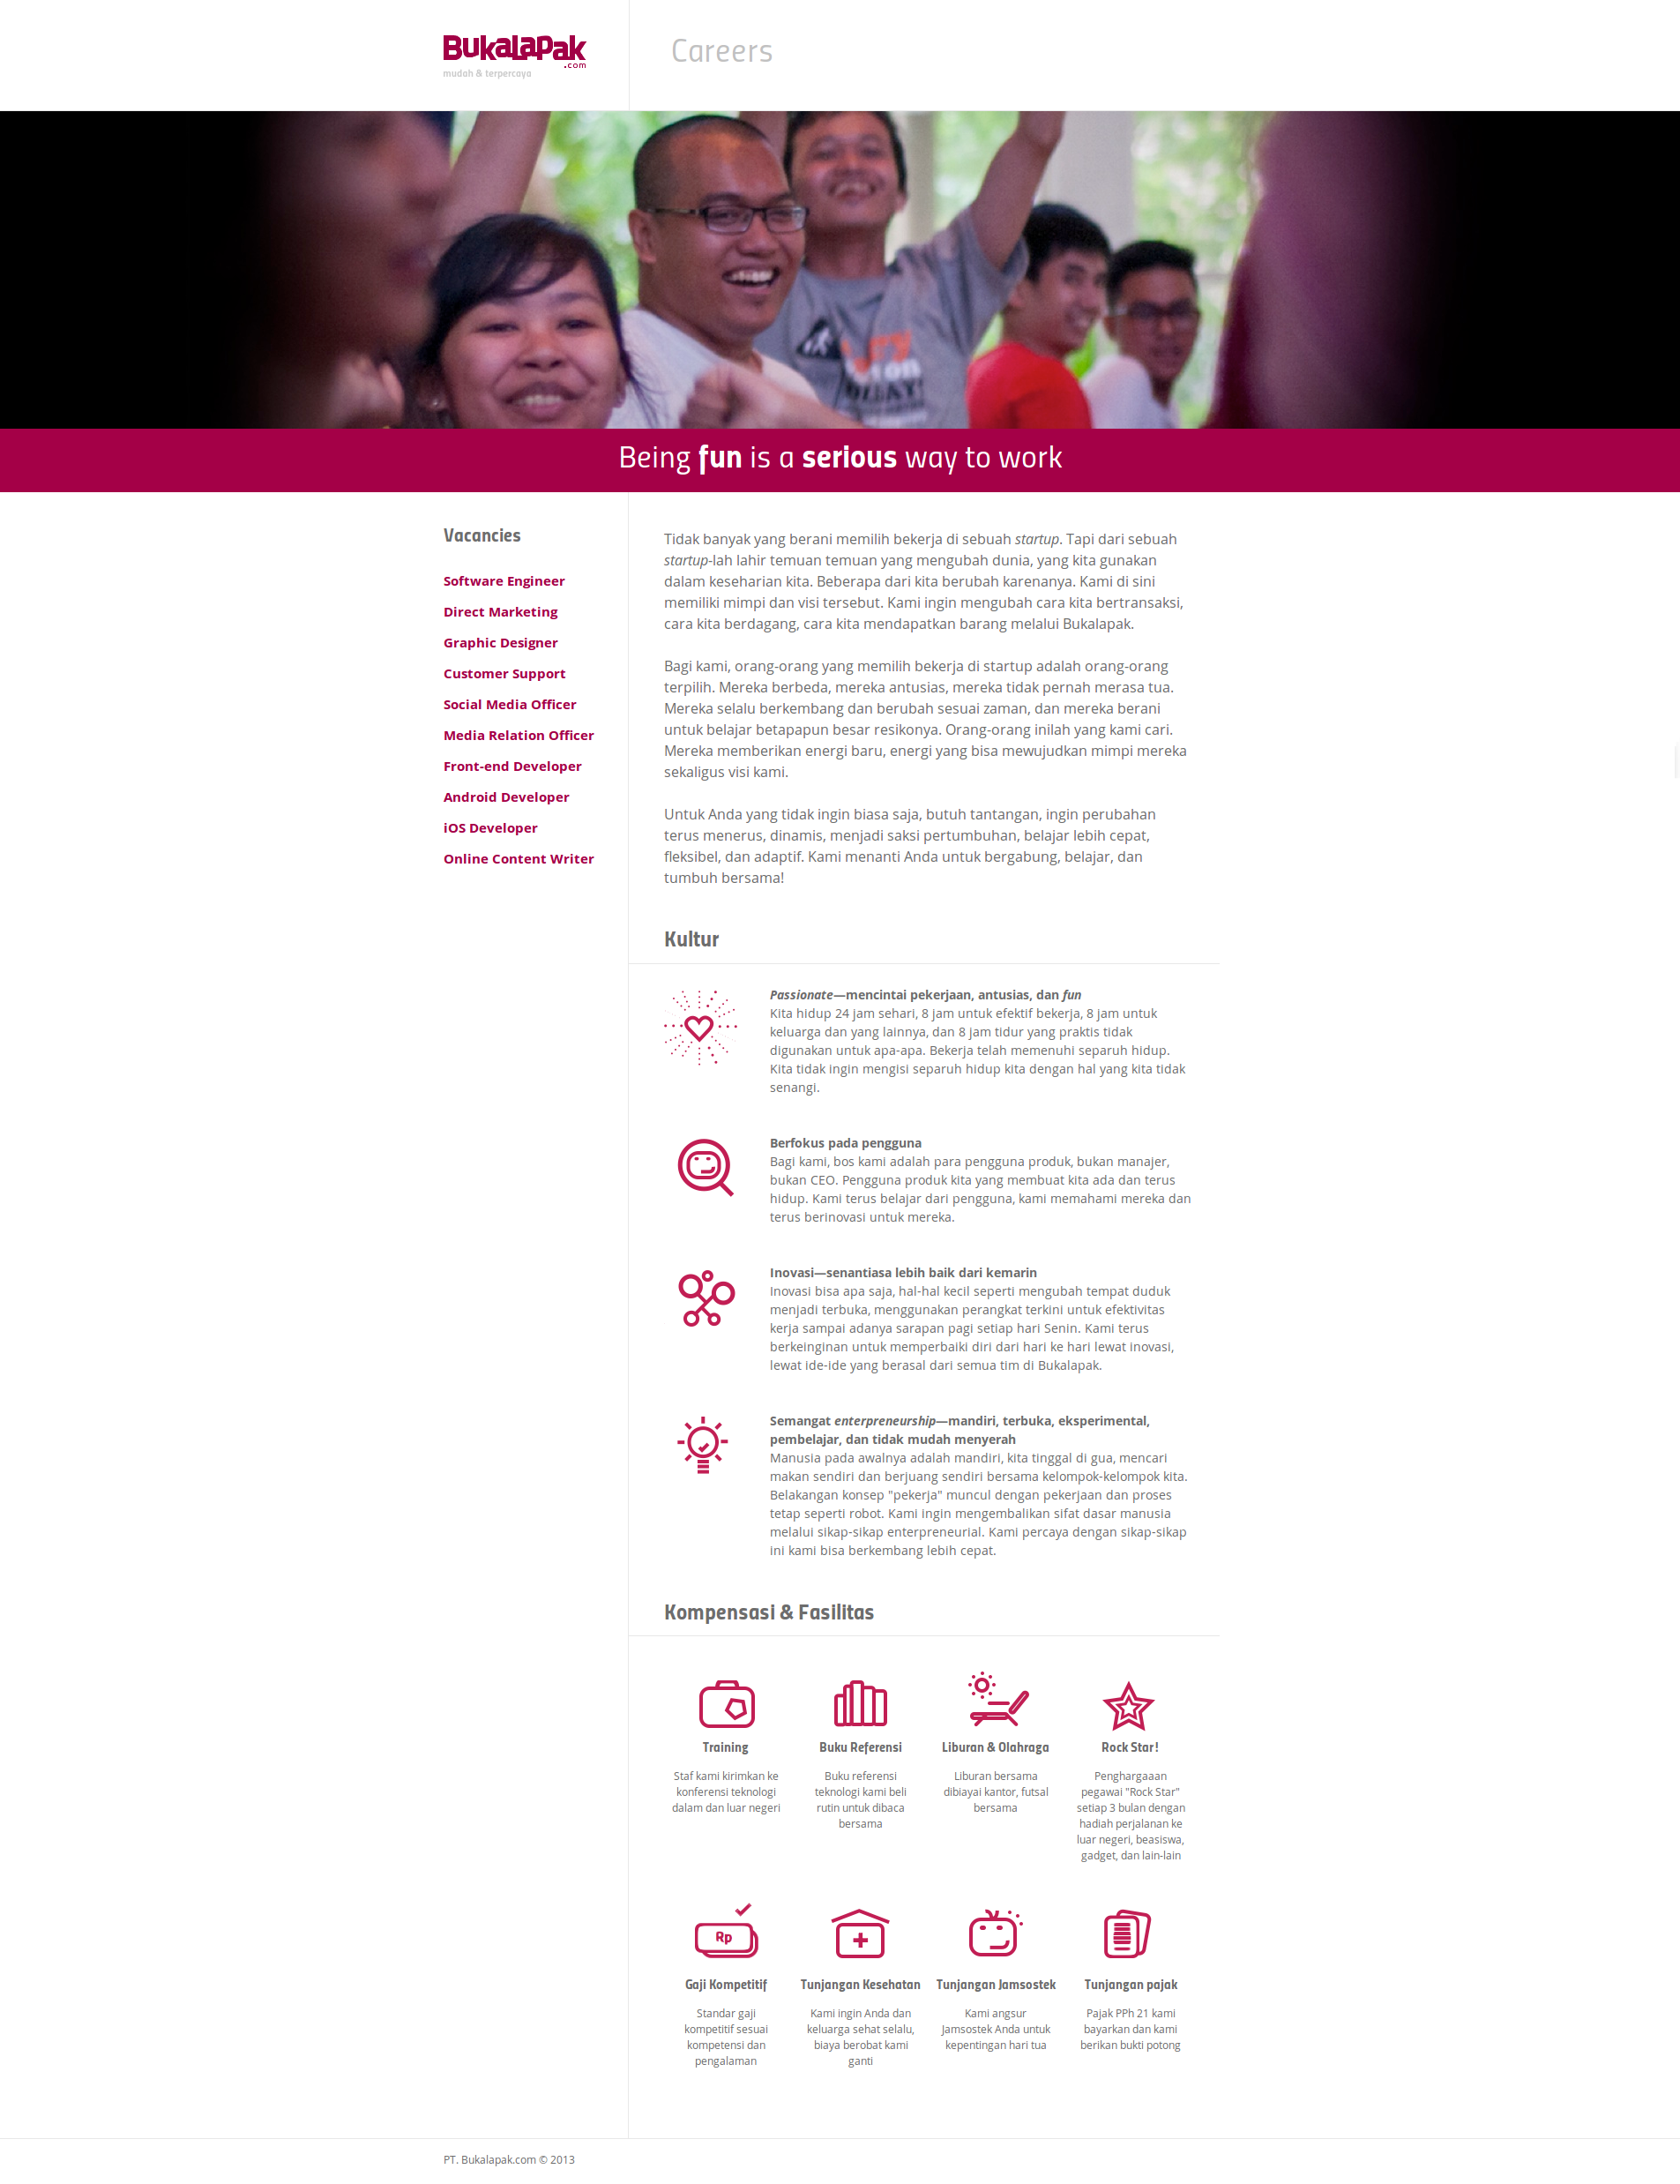 BukalaPak
.com
mudah & terpercaya
Careers
Being fun is a serious way to work
Vacancies
Software Engineer
Direct Marketing
Graphic Designer
Customer Support
Social Media Officer
Media Relation Officer
Front-end Developer
Android Developer
iOS Developer
Online Content Writer
Tidak banyak yang berani memilih bekerja di sebuah startup. Tapi dari sebuah
startup-lah lahir temuan temuan yang mengubah dunia, yang kita gunakan
dalam keseharian kita. Beberapa dari kita berubah karenanya. Kami di sini
memiliki mimpi dan visi tersebut. Kami ingin mengubah cara kita bertransaksi,
cara kita berdagang, cara kita mendapatkan barang melalui Bukalapak.
Bagi kami, orang-orang yang memilih bekerja di startup adalah orang-orang
terpilih. Mereka berbeda, mereka antusias, mereka tidak pernah merasa tua.
Mereka selalu berkembang dan berubah sesuai zaman, dan mereka berani
untuk belajar betapapun besar resikonya. Orang-orang inilah yang kami cari.
Mereka memberikan energi baru, energi yang bisa mewujudkan mimpi mereka
sekaligus visi kami.
Untuk Anda yang tidak ingin biasa saja, butuh tantangan, ingin perubahan
terus menerus, dinamis, menjadi saksi pertumbuhan, belajar lebih cepat,
fleksibel, dan adaptif. Kami menanti Anda untuk bergabung, belajar, dan
tumbuh bersama!
Kultur
Passionate—mencintai pekerjaan, antusias, dan fun
Kita hidup 24 jam sehari, 8 jam untuk efektif bekerja, 8 jam untuk
keluarga dan yang lainnya, dan 8 jam tidur yang praktis tidak
digunakan untuk apa-apa. Bekerja telah memenuhi separuh hidup.
Kita tidak ingin mengisi separuh hidup kita dengan hal yang kita tidak
senangi.
Berfokus pada pengguna
Bagi kami, bos kami adalah para pengguna produk, bukan manajer,
bukan CEO. Pengguna produk kita yang membuat kita ada dan terus
hidup. Kami terus belajar dari pengguna, kami memahami mereka dan
terus berinovasi untuk mereka.
Inovasi—senantiasa lebih baik dari kemarin
Inovasi bisa apa saja, hal-hal kecil seperti mengubah tempat duduk
menjadi terbuka, menggunakan perangkat terkini untuk efektivitas
kerja sampai adanya sarapan pagi setiap hari Senin. Kami terus
berkeinginan untuk memperbaiki diri dari hari ke hari lewat inovasi,
lewat ide-ide yang berasal dari semua tim di Bukalapak.
Semangat enterpreneurship—mandiri, terbuka, eksperimental,
pembelajar, dan tidak mudah menyerah
Manusia pada awalnya adalah mandiri, kita tinggal di gua, mencari
makan sendiri dan berjuang sendiri bersama kelompok-kelompok kita.
Belakangan konsep "pekerja" muncul dengan pekerjaan dan proses
tetap seperti robot. Kami ingin mengembalikan sifat dasar manusia
melalui sikap-sikap enterpreneurial. Kami percaya dengan sikap-sikap
ini kami bisa berkembang lebih cepat.
Kompensasi & Fasilitas
Training
Staf kami kirimkan ke
konferensi teknologi
dalam dan luar negeri
Buku Referensi
Buku referensi
teknologi kami beli
rutin untuk dibaca
bersama
Liburan & Olahraga
Liburan bersama
dibiayai kantor, futsal
bersama
Rock Star!
Penghargaaan
pegawai "Rock Star"
setiap 3 bulan dengan
hadiah perjalanan ke
luar negeri, beasiswa,
gadget, dan lain-lain
Rp
Gaji Kompetitif
Standar gaji
kompetitif sesuai
kompetensi dan
pengalaman
Tunjangan Kesehatan
Kami ingin Anda dan
keluarga sehat selalu,
biaya berobat kami
ganti
Tunjangan Jamsostek
Kami angsur
Jamsostek Anda untuk
kepentingan hari tua
Tunjangan pajak
Pajak PPh 21 kami
bayarkan dan kami
berikan bukti potong
PT. Bukalapak.com © 2013